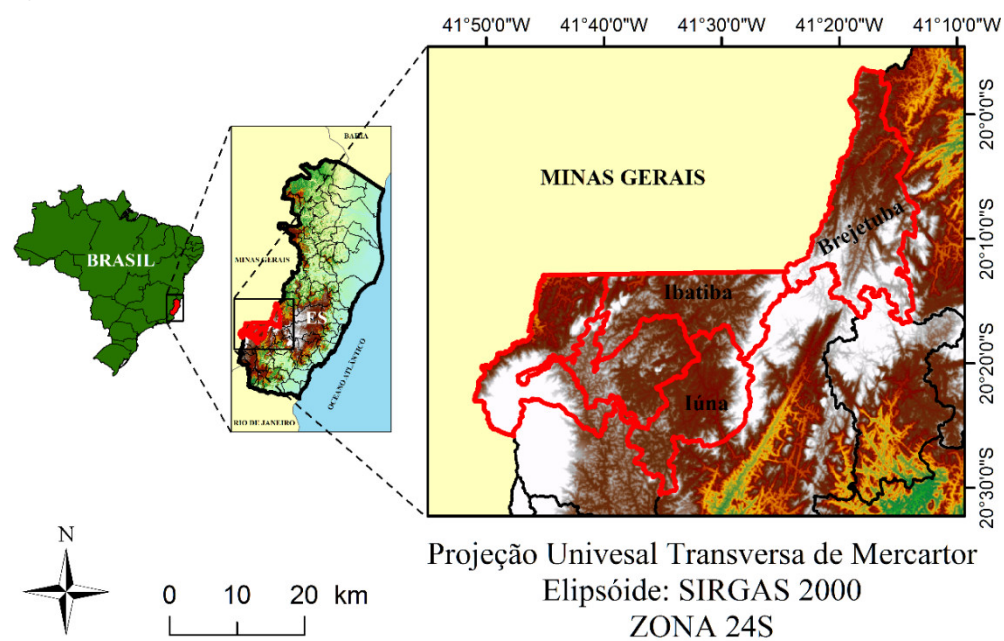 41°50'0"W 41°40'0"W 41°30'0"W 41°20'0"W 41°10'0"W
20°0'0"S
20°10'0"S
20°20'0"S
20°30'0"S
BRASIL
BAHIA
MINAS GERAIS
ES
OCEANO ATLÂNTICO
RIO DE JANEIRO
MINAS GERAIS
Brejetuba
Ibatiba
Iúna
N
0 10 20 km
Projeção Univesal Transversa de Mercartor
Elipsóide: SIRGAS 2000
ZONA 24S